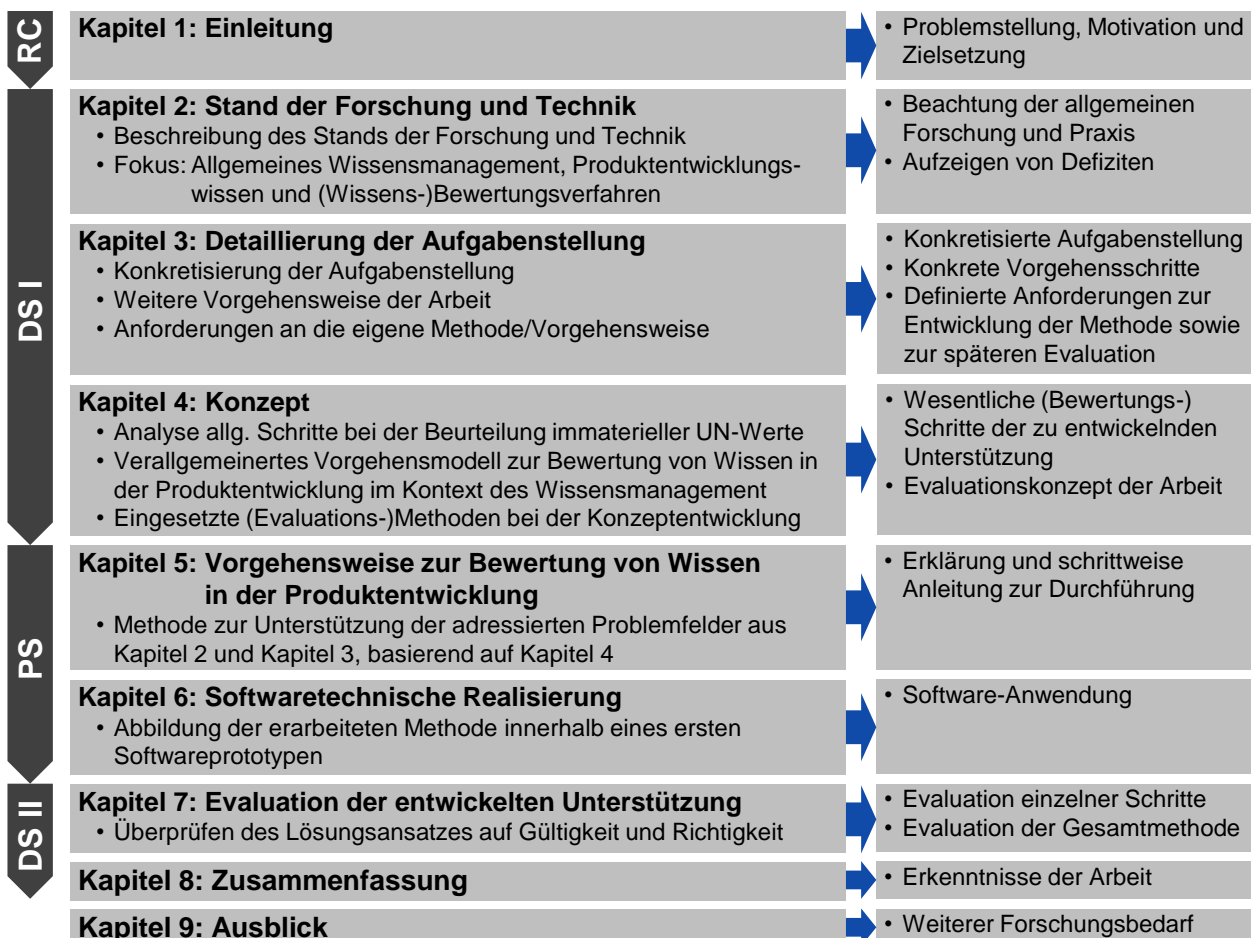 RC
Kapitel 1: Einleitung
• Problemstellung, Motivation und
Zielsetzung
DS I
Kapitel 2: Stand der Forschung und Technik
• Beschreibung des Stands der Forschung und Technik
• Fokus: Allgemeines Wissensmanagement, Produktentwicklungs-
wissen und (Wissens-)Bewertungsverfahren
• Beachtung der allgemeinen
Forschung und Praxis
• Aufzeigen von Defiziten
Kapitel 3: Detaillierung der Aufgabenstellung
• Konkretisierung der Aufgabenstellung
• Weitere Vorgehensweise der Arbeit
• Anforderungen an die eigene Methode/Vorgehensweise
• Konkretisierte Aufgabenstellung
• Konkrete Vorgehensschritte
• Definierte Anforderungen zur
Entwicklung der Methode sowie
zur späteren Evaluation
Kapitel 4: Konzept
• Analyse allg. Schritte bei der Beurteilung immaterieller UN-Werte
• Verallgemeinertes Vorgehensmodell zur Bewertung von Wissen in
der Produktentwicklung im Kontext des Wissensmanagement
• Eingesetzte (Evaluations-)Methoden bei der Konzeptentwicklung
• Wesentliche (Bewertungs-)
Schritte der zu entwickelnden
Unterstützung
• Evaluationskonzept der Arbeit
PS
Kapitel 5: Vorgehensweise zur Bewertung von Wissen
in der Produktentwicklung
• Methode zur Unterstützung der adressierten Problemfelder aus
Kapitel 2 und Kapitel 3, basierend auf Kapitel 4
• Erklärung und schrittweise
Anleitung zur Durchführung
Kapitel 6: Softwaretechnische Realisierung
• Abbildung der erarbeiteten Methode innerhalb eines ersten
Softwareprototypen
• Software-Anwendung
DS II
Kapitel 7: Evaluation der entwickelten Unterstützung
• Überprüfen des Lösungsansatzes auf Gültigkeit und Richtigkeit
• Evaluation einzelner Schritte
• Evaluation der Gesamtmethode
Kapitel 8: Zusammenfassung
• Erkenntnisse der Arbeit
Kapitel 9: Ausblick
• Weiterer Forschungsbedarf